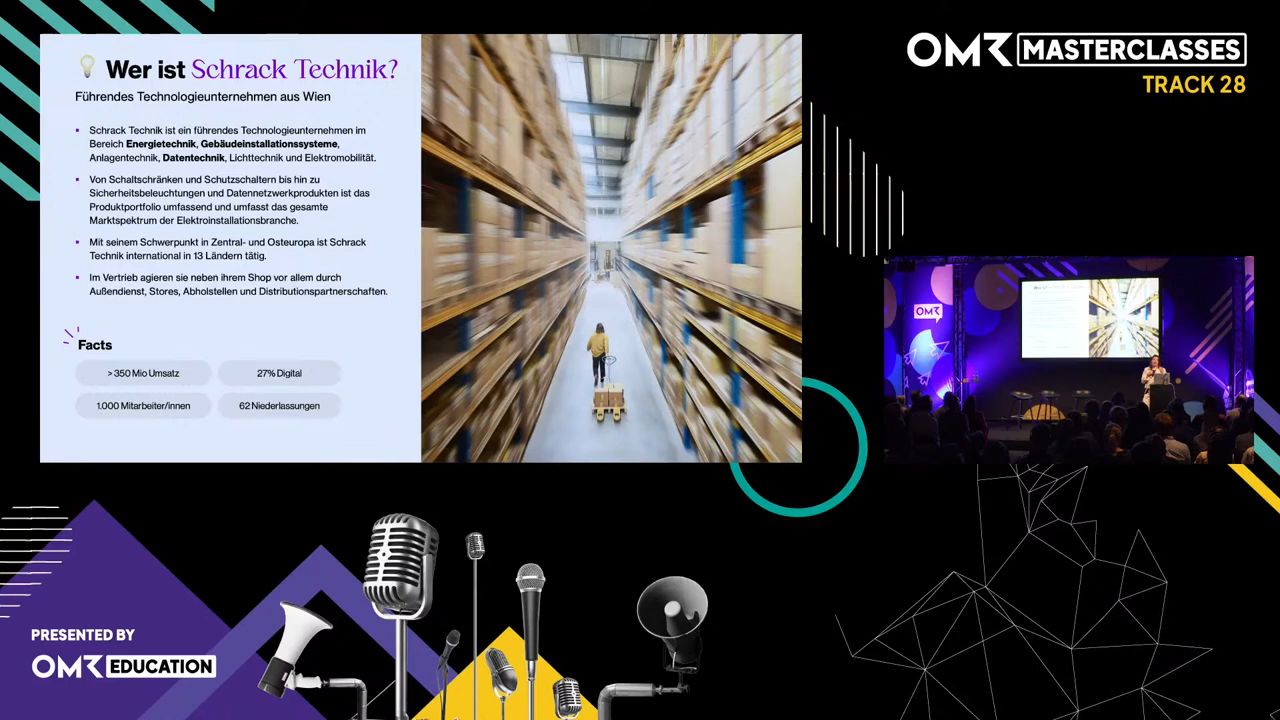 Wer ist Schrack Technik?
Führendes Technologieunternehmen aus Wien
• Schrack Technik ist ein führendes Technologieunternehmen im
Bereich Energietechnik, Gebäudeinstallationssysteme,
Anlagentechnik, Datentechnik, Lichttechnik und Elektromobilität.
• Von Schaltschränken und Schutzschaltern bis hin zu
Sicherheitsbeleuchtungen und Datennetzwerkprodukten ist das
Produktportfolio umfassend und umfasst das gesamte
Marktspektrum der Elektroinstallationsbranche.
• Mit seinem Schwerpunkt in Zentral- und Osteuropa ist Schrack
Technik international in 13 Ländern tätig.
• Im Vertrieb agieren sie neben ihrem Shop vor allem durch
Außendienst, Stores, Abholstellen und Distributionspartnerschaften.
Facts
> 350 Mio Umsatz
27% Digital
1.000 Mitarbeiter/innen
62 Niederlassungen
OMR MASTERCLASSES
TRACK 28
OMR
PRESENTED BY
OMR EDUCATION